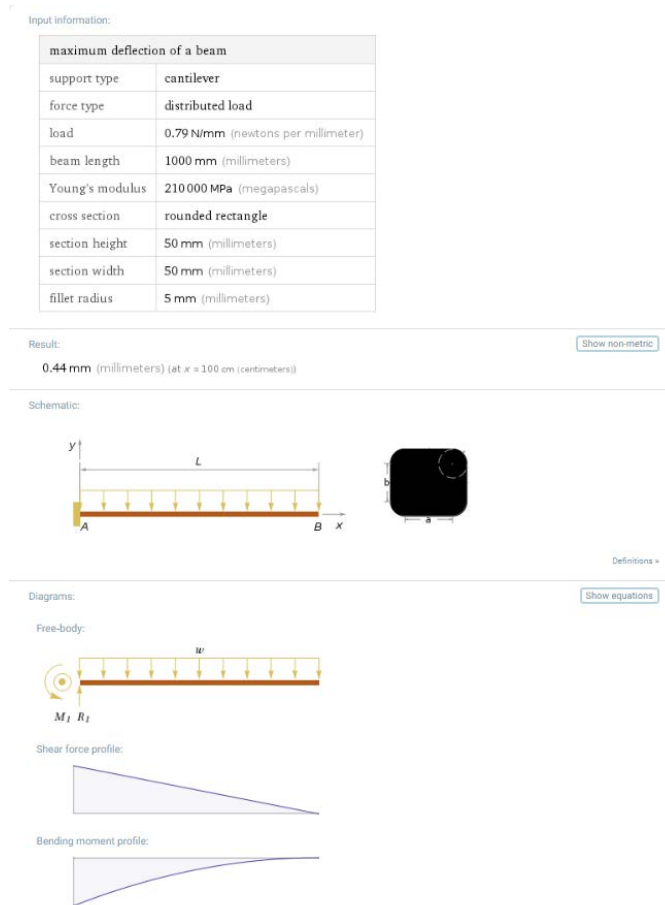 Input information:
maximum deflection of a beam
support type cantilever
force type distributed load
load 0.79 N/mm (newtons per millimeter)
beam length 1000 mm (millimeters)
Young's modulus 210 000 MPa (megapascals)
cross section rounded rectangle
section height 50 mm (millimeters)
section width 50 mm (millimeters)
fillet radius 5 mm (millimeters)
Result:
Show non-metric
0.44 mm (millimeters) (at x = 100 cm (centimeters))
Schematic:
y
L
A B x
b
a
Definitions »
Diagrams:
Show equations
Free-body:
w
M1 R1
Shear force profile:
Bending moment profile: